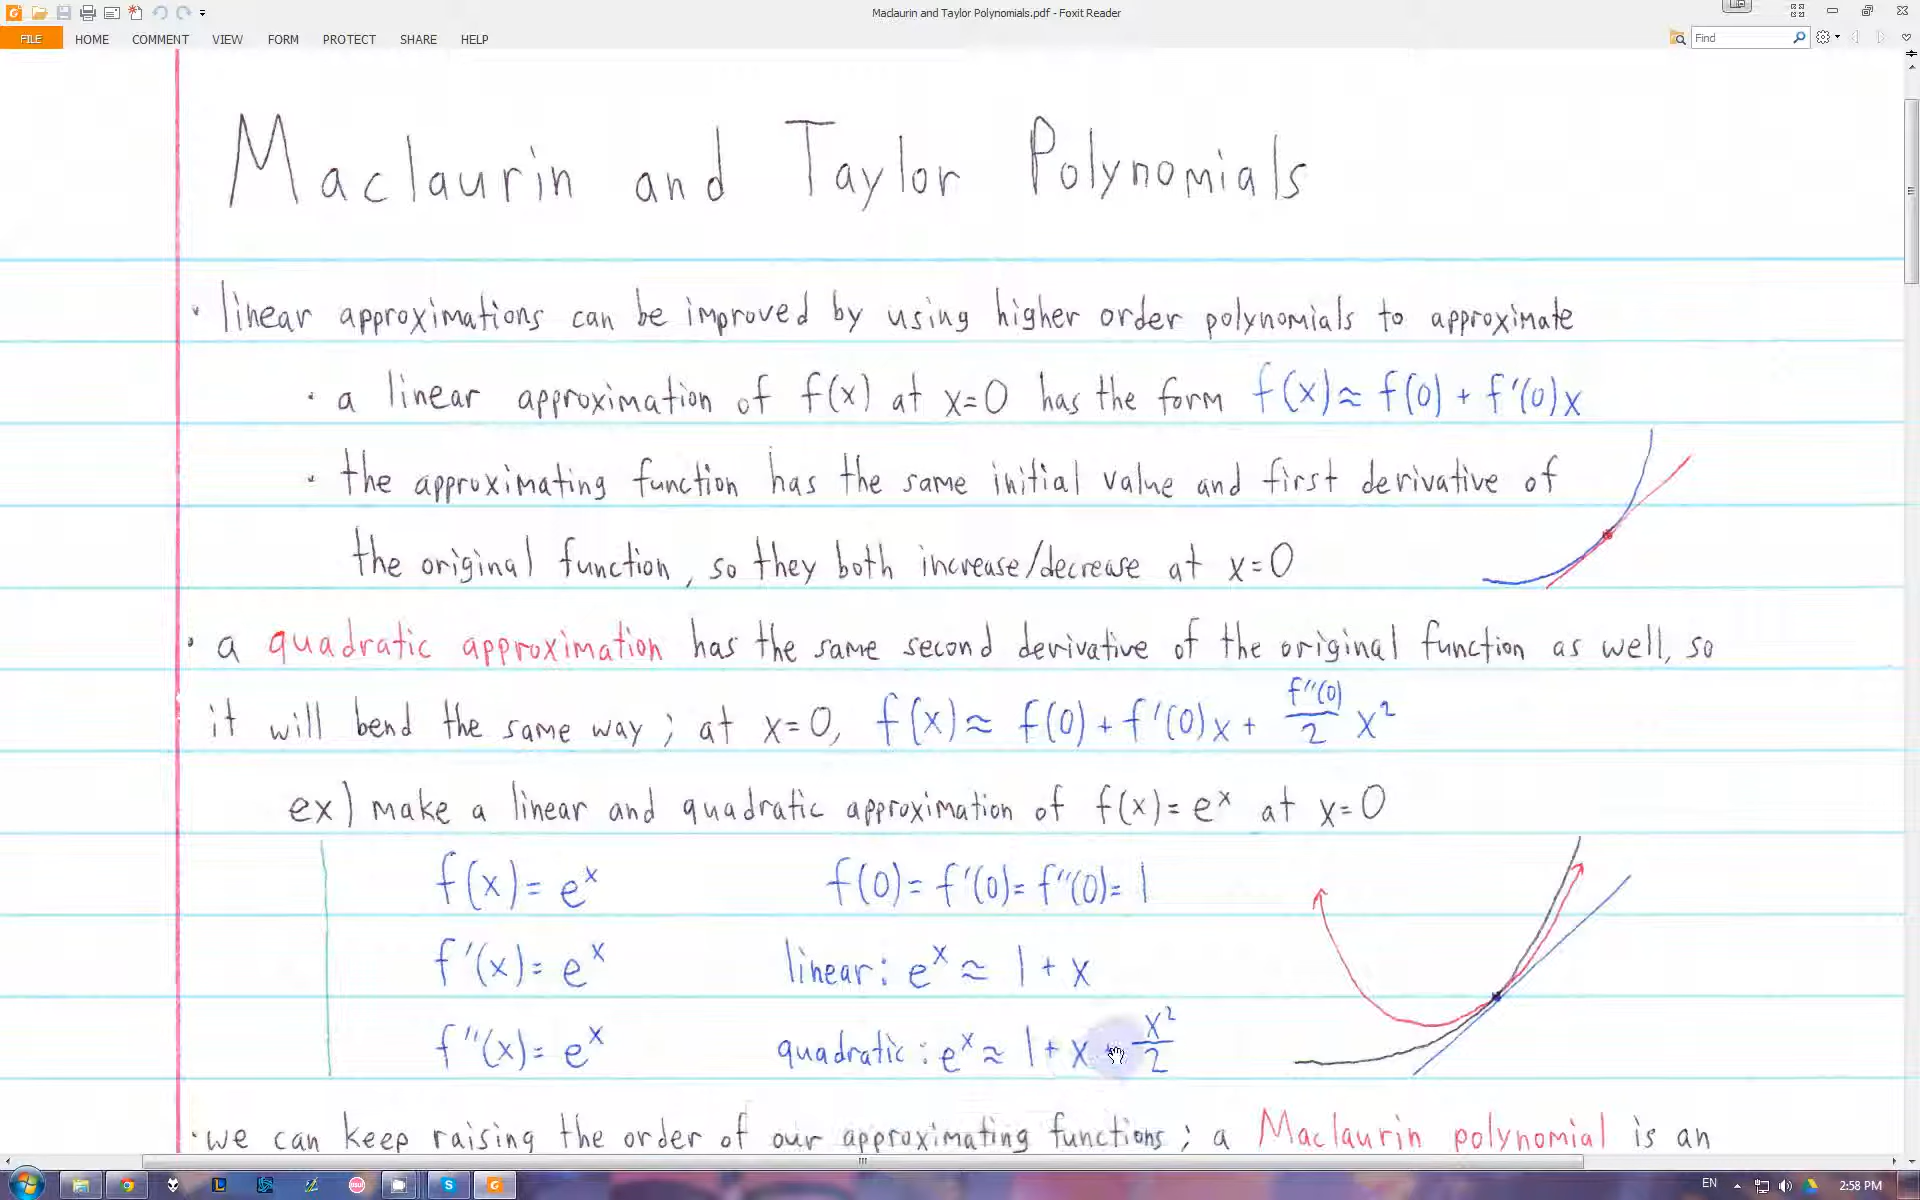 Maclaurin and Taylor Polynomials.pdf - Foxit Reader
FILE HOME COMMENT VIEW FORM PROTECT SHARE HELP
Find
Maclaurin and Taylor Polynomials
· linear approximations can be improved by using higher order polynomials to approximate
· a linear approximation of f(x) at x=0 has the form f(x)≈ f(0) + f'(0)x
· the approximating function has the same initial value and first derivative of
the original function, so they both increase/decrease at x=0
· a quadratic approximation has the same second derivative of the original function as well, so
it will bend the same way; at x=0, f(x)≈ f(0) + f'(0)x + f''(0)/2 x²
ex) make a linear and quadratic approximation of f(x)= eˣ at x=0
f(x)= eˣ f(0)= f'(0)= f''(0)= 1
f'(x)= eˣ linear: eˣ ≈ 1 + x
f''(x)= eˣ quadratic: eˣ ≈ 1 + x + x²/2
· we can keep raising the order of our approximating functions; a Maclaurin polynomial is an
EN 2:58 PM